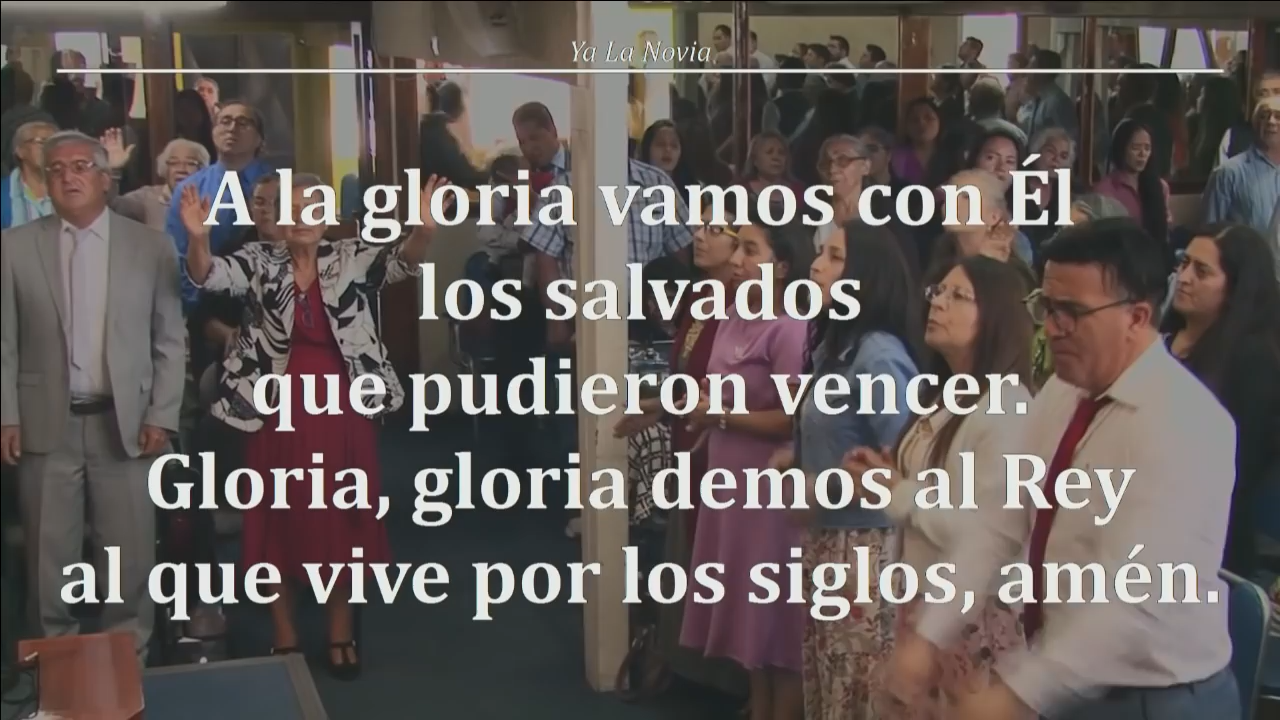 Ya La Novia
A la gloria vamos con Él
los salvados
que pudieron vencer.
Gloria, gloria demos al Rey
al que vive por los siglos, amén.